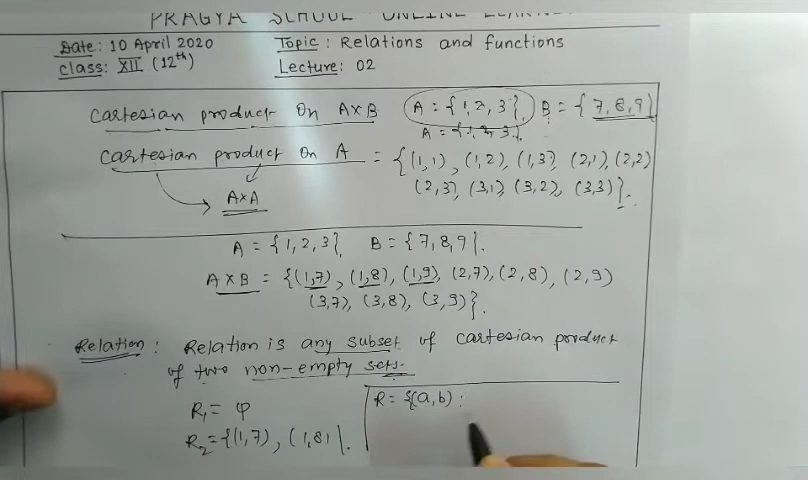 PRAGYA SCHOOL ONLINE
Date: 10 April 2020 Topic: Relations and functions
Class: XII (12th) Lecture: 02
Cartesian product On A×B A = {1,2,3}, B = {7,8,9}
A = {1,2,3}.
Cartesian product On A = {(1,1), (1,2), (1,3), (2,1), (2,2)
(2,3), (3,1), (3,2), (3,3)}.
A×A
A = {1,2,3}, B = {7,8,9}.
A×B = {(1,7), (1,8), (1,9), (2,7), (2,8), (2,9)
(3,7), (3,8), (3,9)}.
Relation: Relation is any subset of cartesian product
of two non-empty sets.
R₁ = φ
R₂ = {(1,7), (1,8)}.
R = {(a,b) :